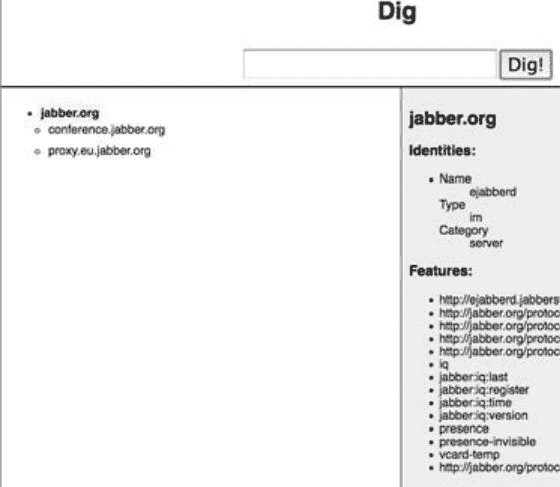 Dig
Dig!
jabber.org
conference.jabber.org
proxy.eu.jabber.org
jabber.org
Identities:
Name
ejabberd
Type
im
Category
server
Features:
http://ejabberd.jabbers
http://jabber.org/protoc
http://jabber.org/protoc
http://jabber.org/protoc
http://jabber.org/protoc
iq
jabber:iq:last
jabber:iq:register
jabber:iq:time
jabber:iq:version
presence
presence-invisible
vcard-temp
http://jabber.org/protoc